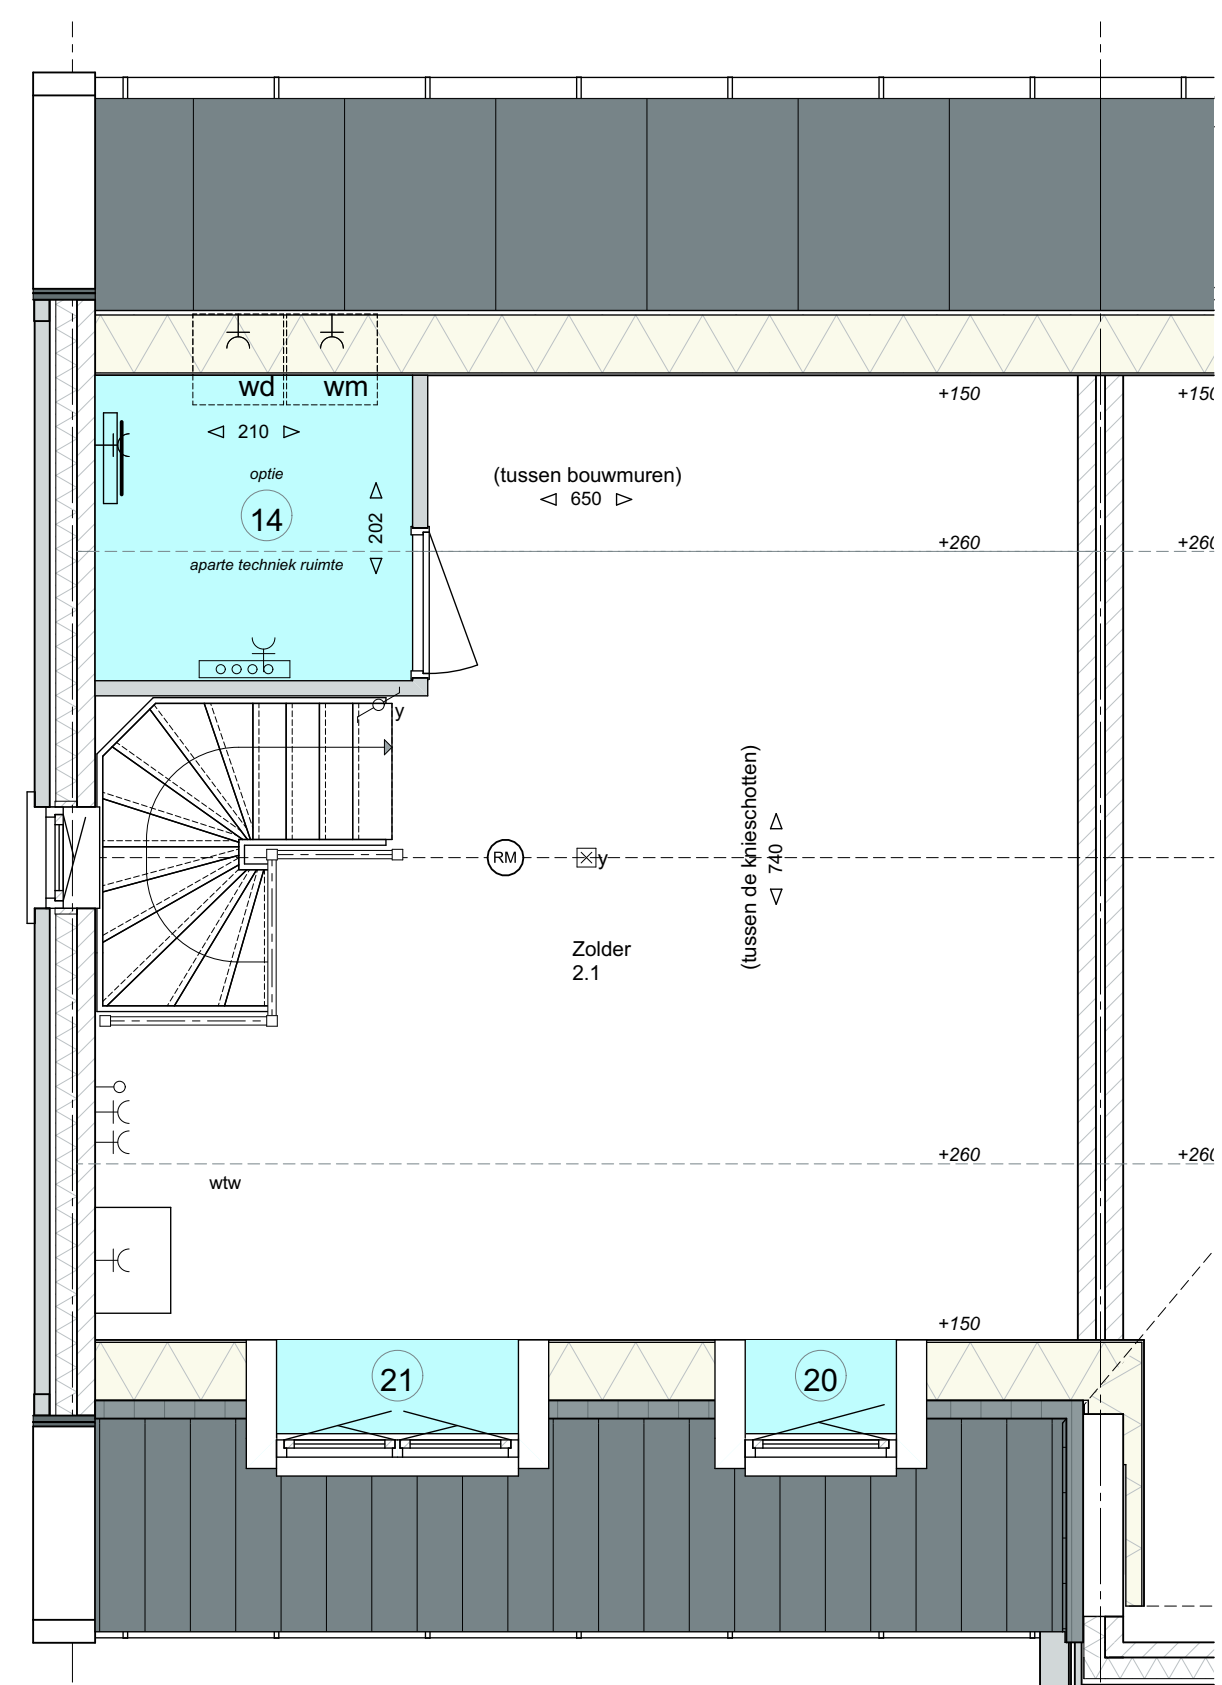 wd wm
+150
+150
210
optie
(tussen bouwmuren)
650
14
202
+260
+260
aparte techniek ruimte
y
(tussen de knieschotten)
740
RM
y
Zolder
2.1
+260
+260
wtw
+150
21
20